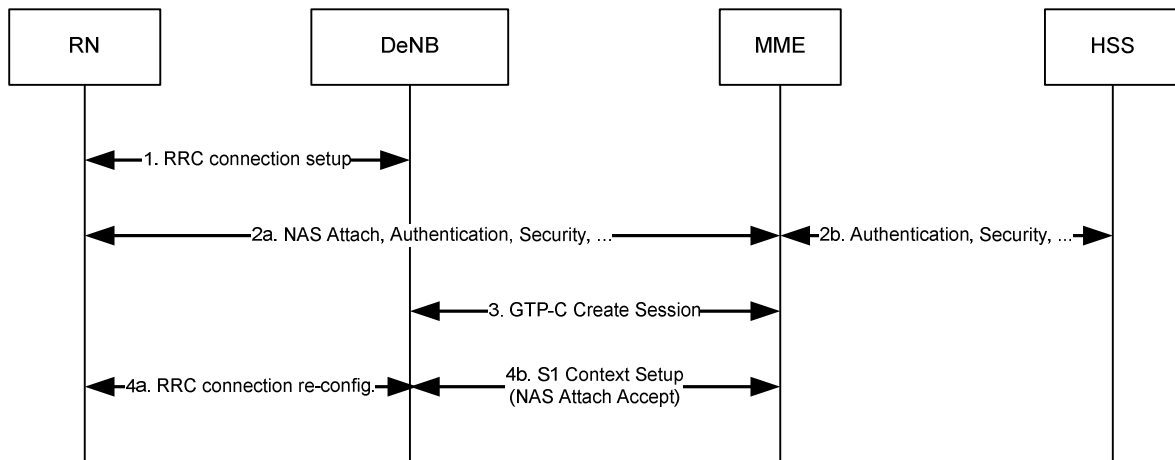 RN
DeNB
MME
HSS
1. RRC connection setup
2a. NAS Attach, Authentication, Security, ...
2b. Authentication, Security, ...
3. GTP-C Create Session
4a. RRC connection re-config.
4b. S1 Context Setup
(NAS Attach Accept)